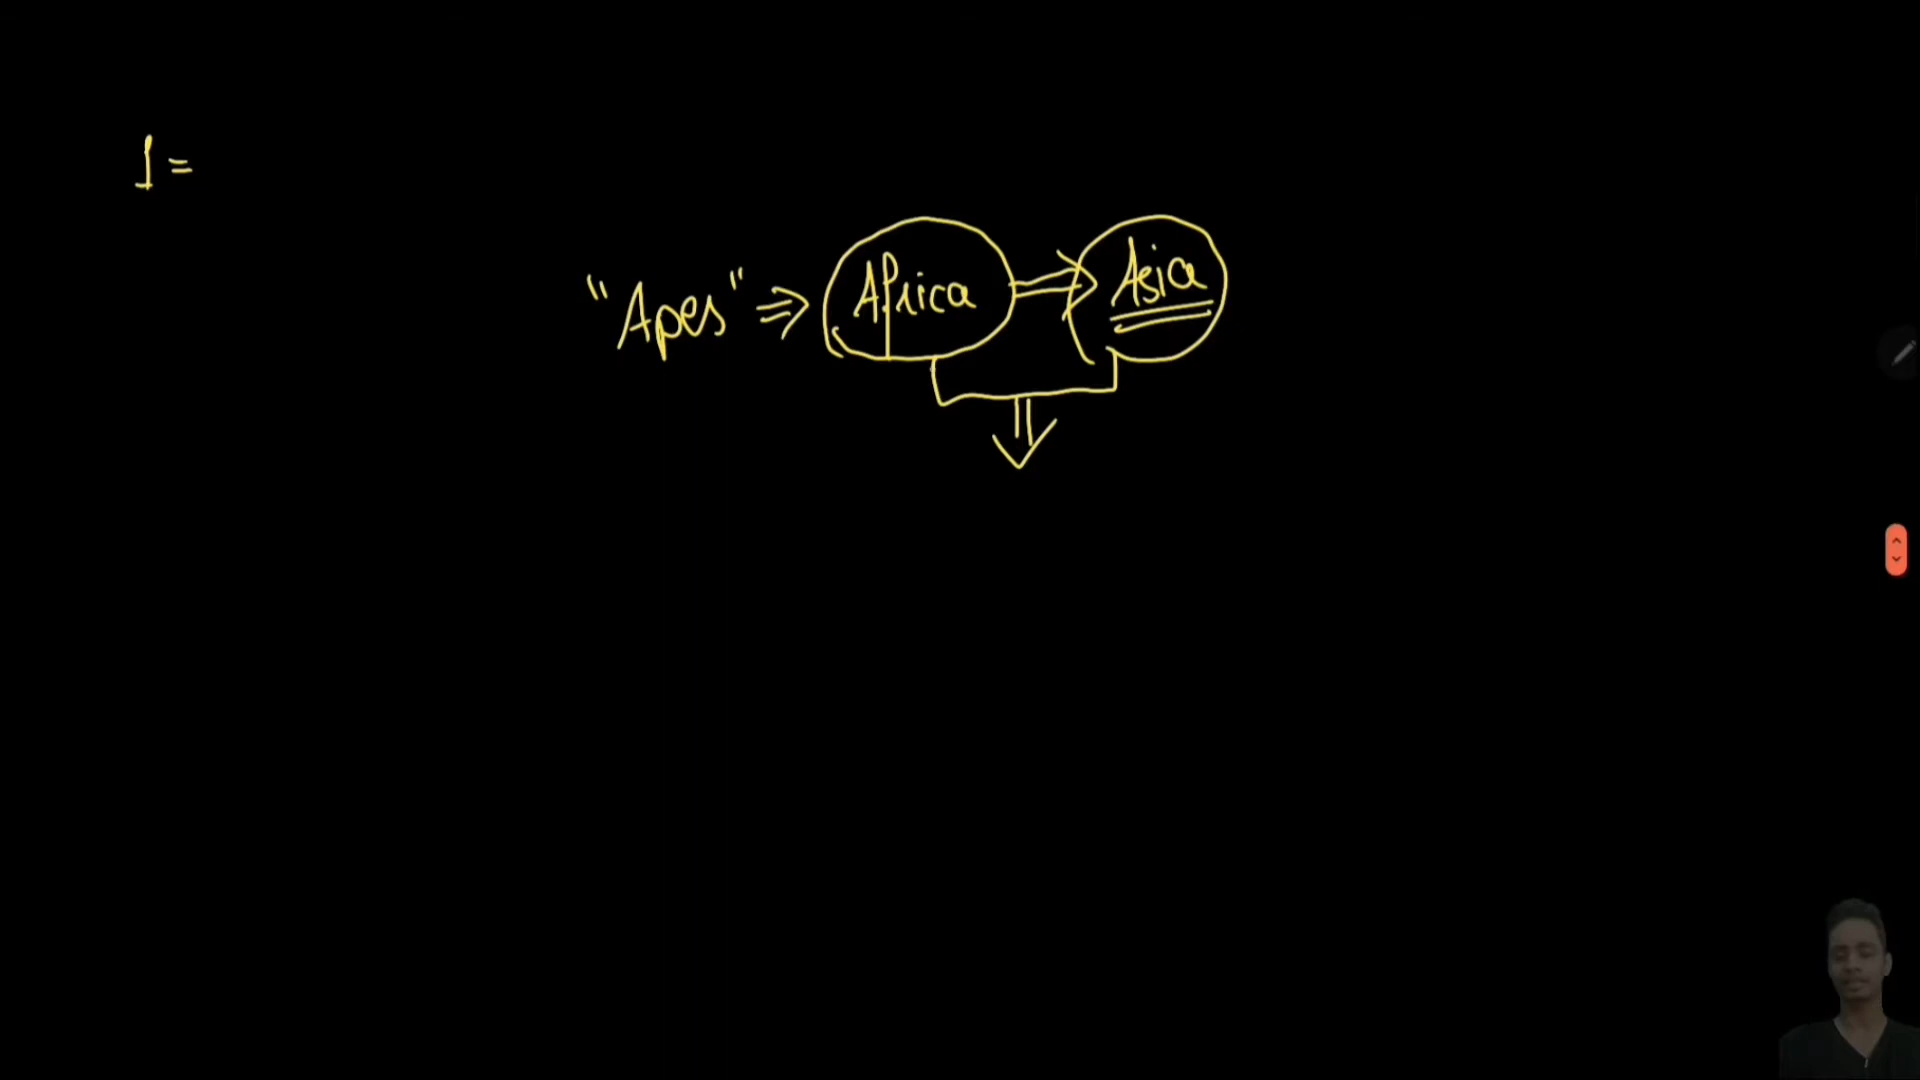 1 =
"Apes" ⇒ Africa ⇒ Asia